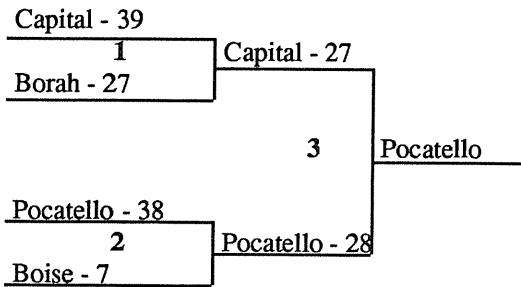 Capital - 39
1
Capital - 27
Borah - 27
3
Pocatello
Pocatello - 38
2
Pocatello - 28
Boise - 7